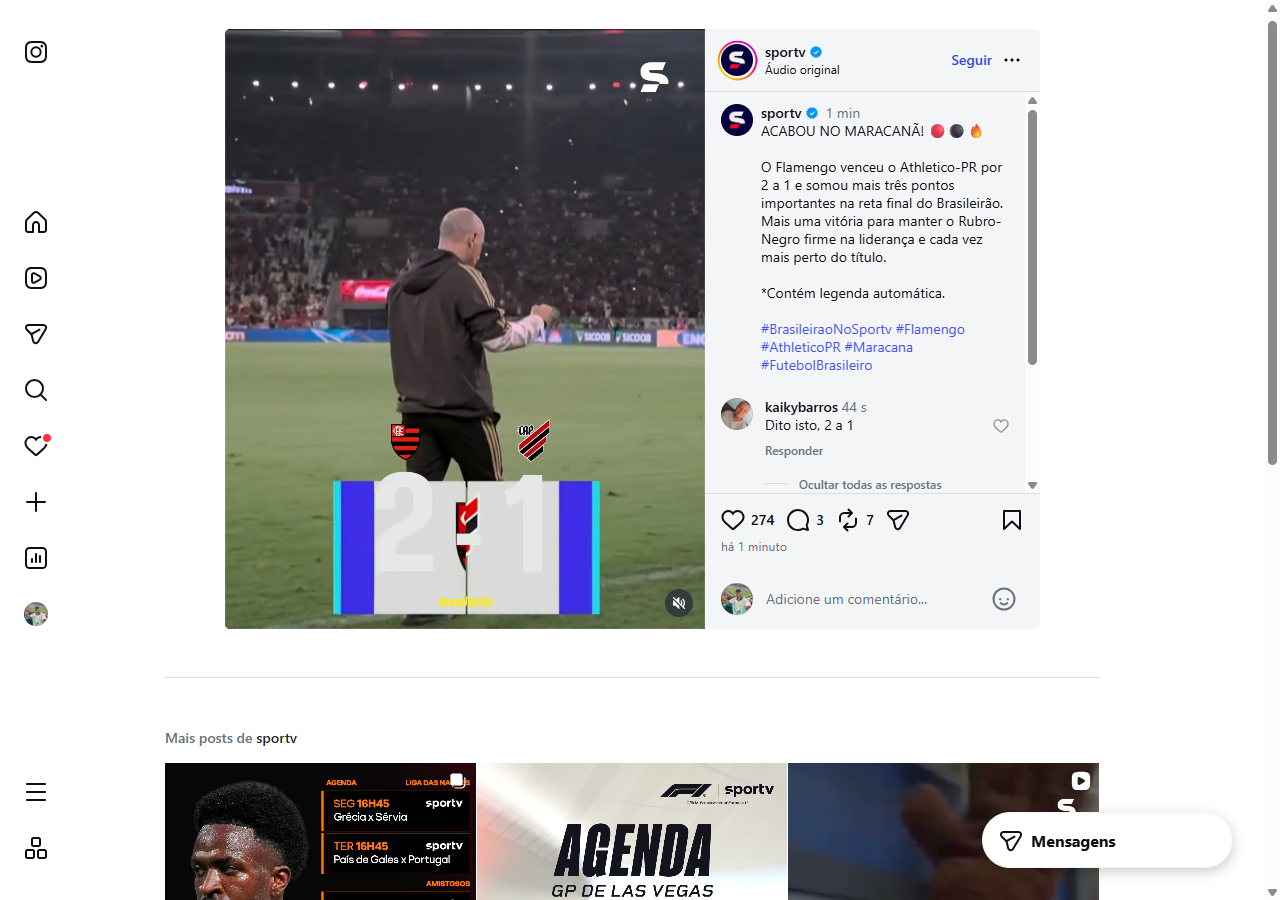 sportv
Áudio original
Seguir
sportv 1 min
ACABOU NO MARACANÃ!
O Flamengo venceu o Athletico-PR por
2 a 1 e somou mais três pontos
importantes na reta final do Brasileirão.
Mais uma vitória para manter o Rubro-
Negro firme na liderança e cada vez
mais perto do título.
*Contém legenda automática.
#BrasileiraoNoSportv #Flamengo
#AthleticoPR #Maracana
#FutebolBrasileiro
kaikybarros 44 s
Dito isto, 2 a 1
Responder
Ocultar todas as respostas
274 3 7
há 1 minuto
Adicione um comentário...
SICOOB SICOOB
CAP
2 - 1
Brasileirão
Mais posts de sportv
AGENDA
SEG 16H45 sportv
Grécia x Sérvia
TER 16H45 sportv
País de Gales x Portugal
AMISTOSOS
F1 sportv
AGENDA
GP DE LAS VEGAS
Mensagens